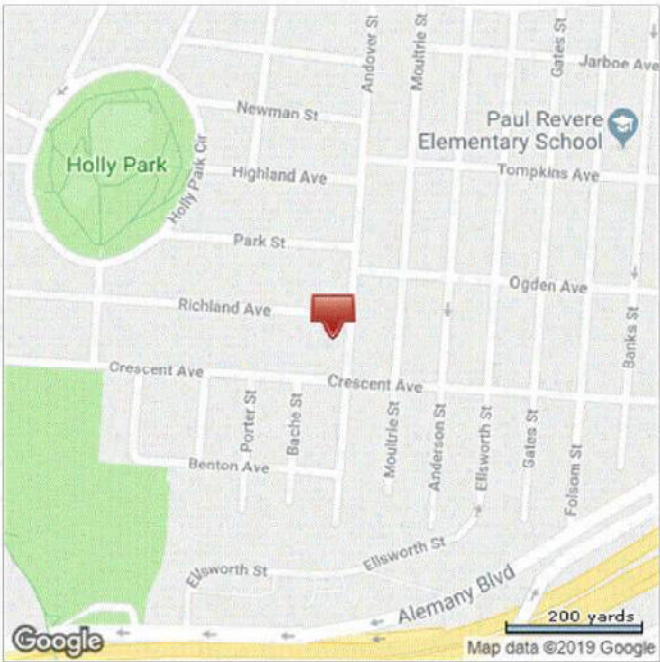 Andover St
Moultrie St
Gates St
Jarboe Ave
Newman St
Paul Revere
Elementary School
Holly Park
Holly Park Cir
Highland Ave
Tompkins Ave
Park St
Ogden Ave
Richland Ave
Banks St
Crescent Ave
Crescent Ave
Porter St
Bache St
Moultrie St
Anderson St
Ellsworth St
Gates St
Folsom St
Benton Ave
Ellsworth St
Ellsworth St
Alemany Blvd
200 yards
Google
Map data ©2019 Google